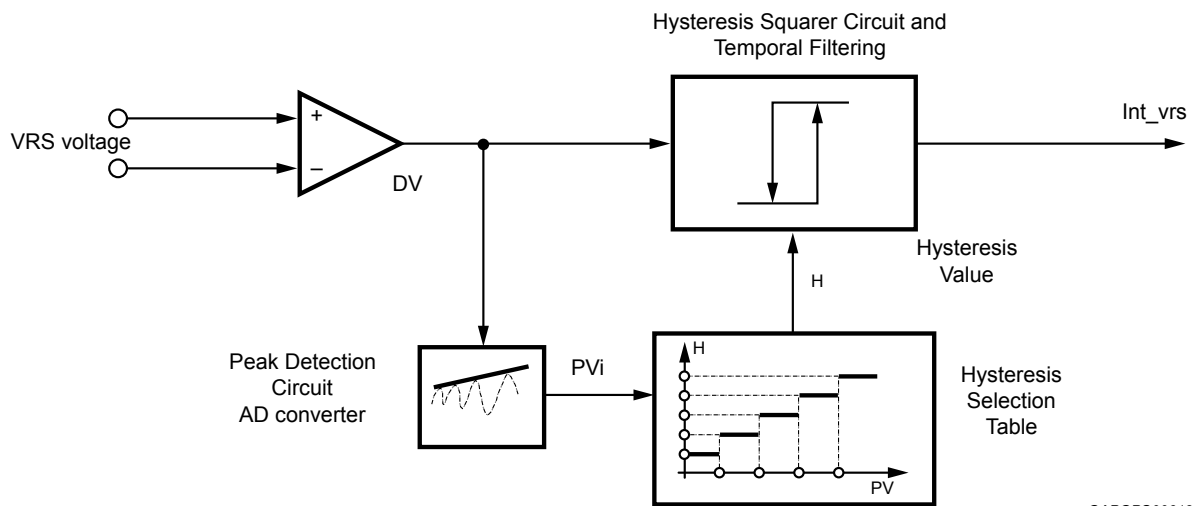 Hysteresis Squarer Circuit and
Temporal Filtering
VRS voltage
+
−
DV
Int_vrs
Hysteresis
Value
H
Peak Detection
Circuit
AD converter
PVi
H
PV
Hysteresis
Selection
Table